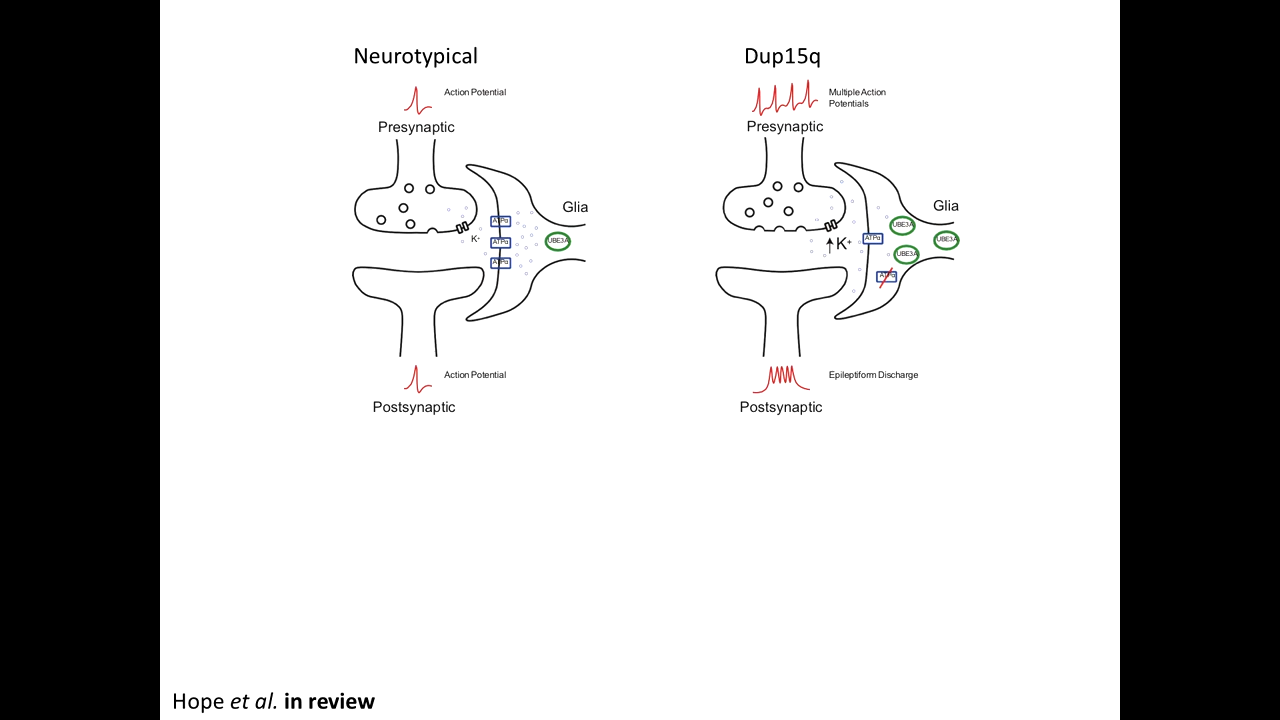 Neurotypical
Action Potential
Presynaptic
Glia
ATPα
UBE3A
K+
ATPα
ATPα
Action Potential
Postsynaptic
Dup15q
Multiple Action
Potentials
Presynaptic
Glia
UBE3A
ATPα
UBE3A
↑K+
UBE3A
ATPα
Epileptiform Discharge
Postsynaptic
Hope et al. in review